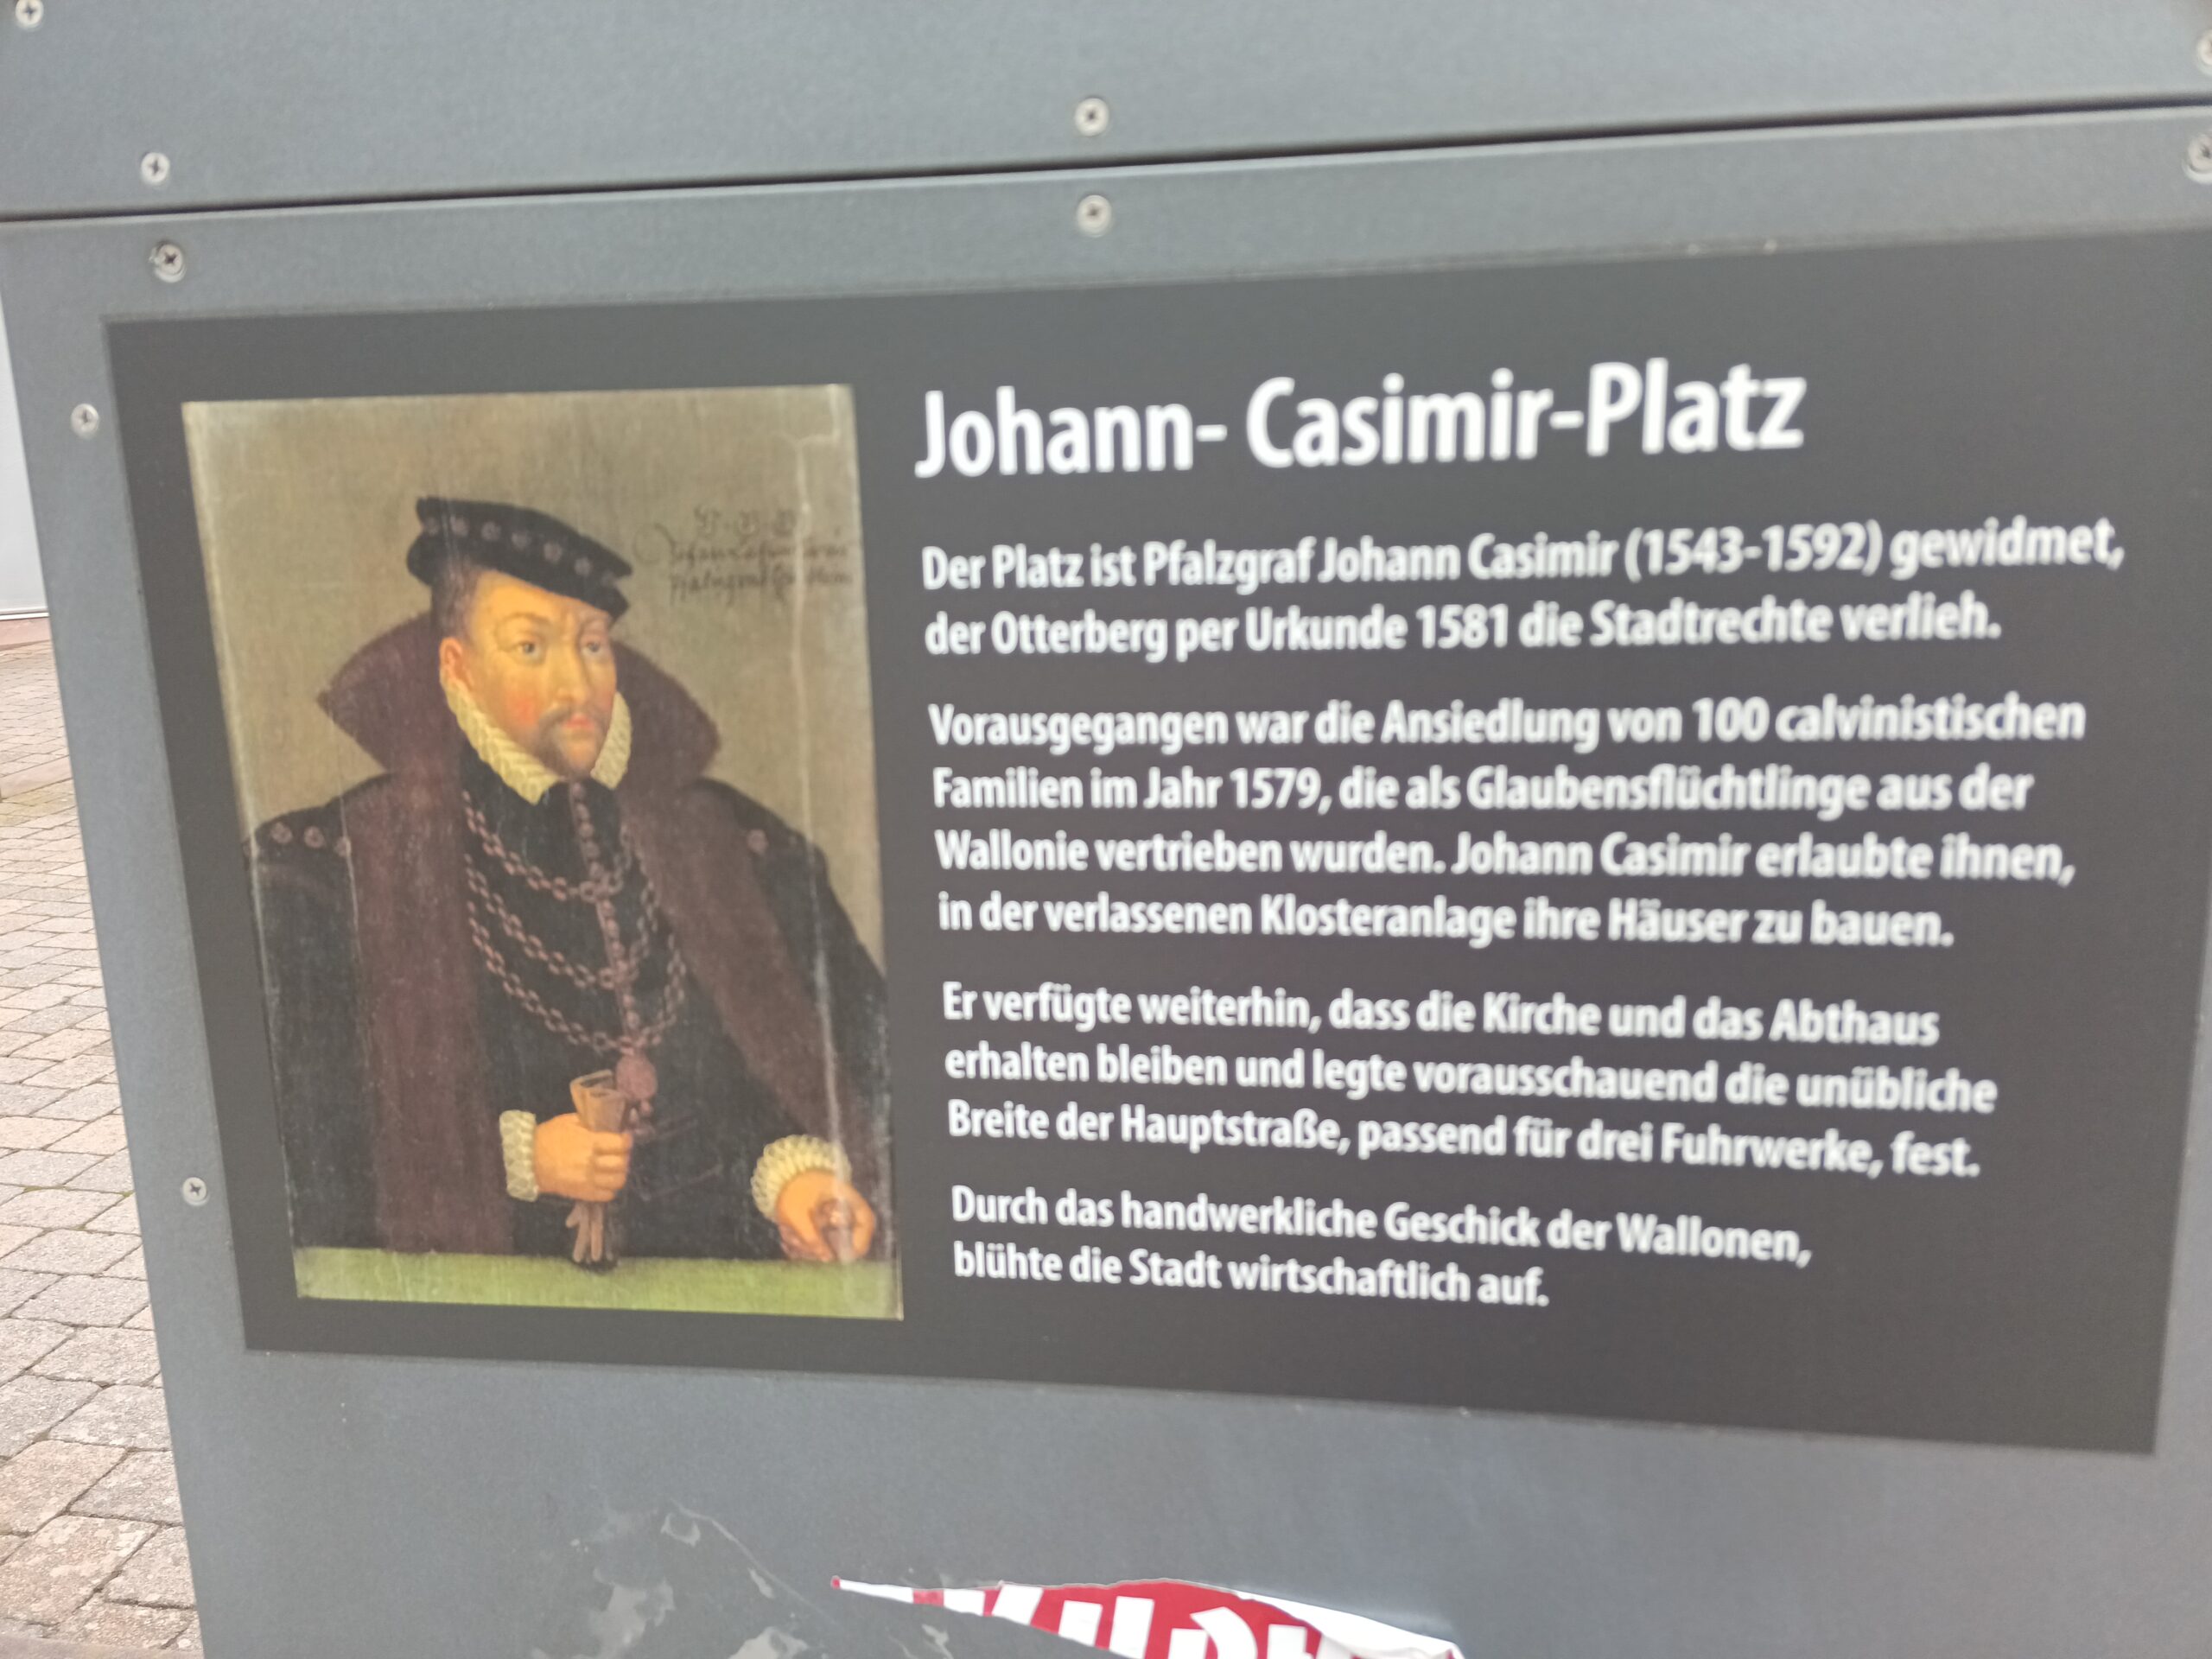 Johann- Casimir-Platz
Der Platz ist Pfalzgraf Johann Casimir (1543-1592) gewidmet,
der Otterberg per Urkunde 1581 die Stadtrechte verlieh.
Vorausgegangen war die Ansiedlung von 100 calvinistischen
Familien im Jahr 1579, die als Glaubensflüchtlinge aus der
Wallonie vertrieben wurden. Johann Casimir erlaubte ihnen,
in der verlassenen Klosteranlage ihre Häuser zu bauen.
Er verfügte weiterhin, dass die Kirche und das Abthaus
erhalten bleiben und legte vorausschauend die unübliche
Breite der Hauptstraße, passend für drei Fuhrwerke, fest.
Durch das handwerkliche Geschick der Wallonen,
blühte die Stadt wirtschaftlich auf.